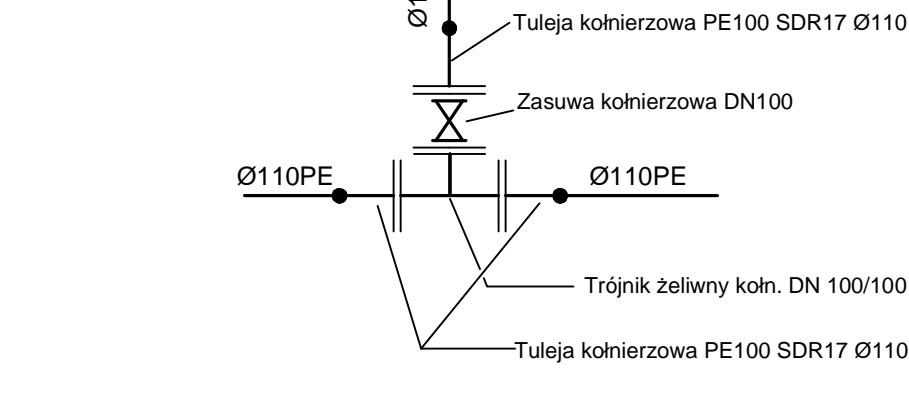 Ø1
Tuleja kołnierzowa PE100 SDR17 Ø110
Zasuwa kołnierzowa DN100
Ø110PE
Ø110PE
Trójnik żeliwny kołn. DN 100/100
Tuleja kołnierzowa PE100 SDR17 Ø110